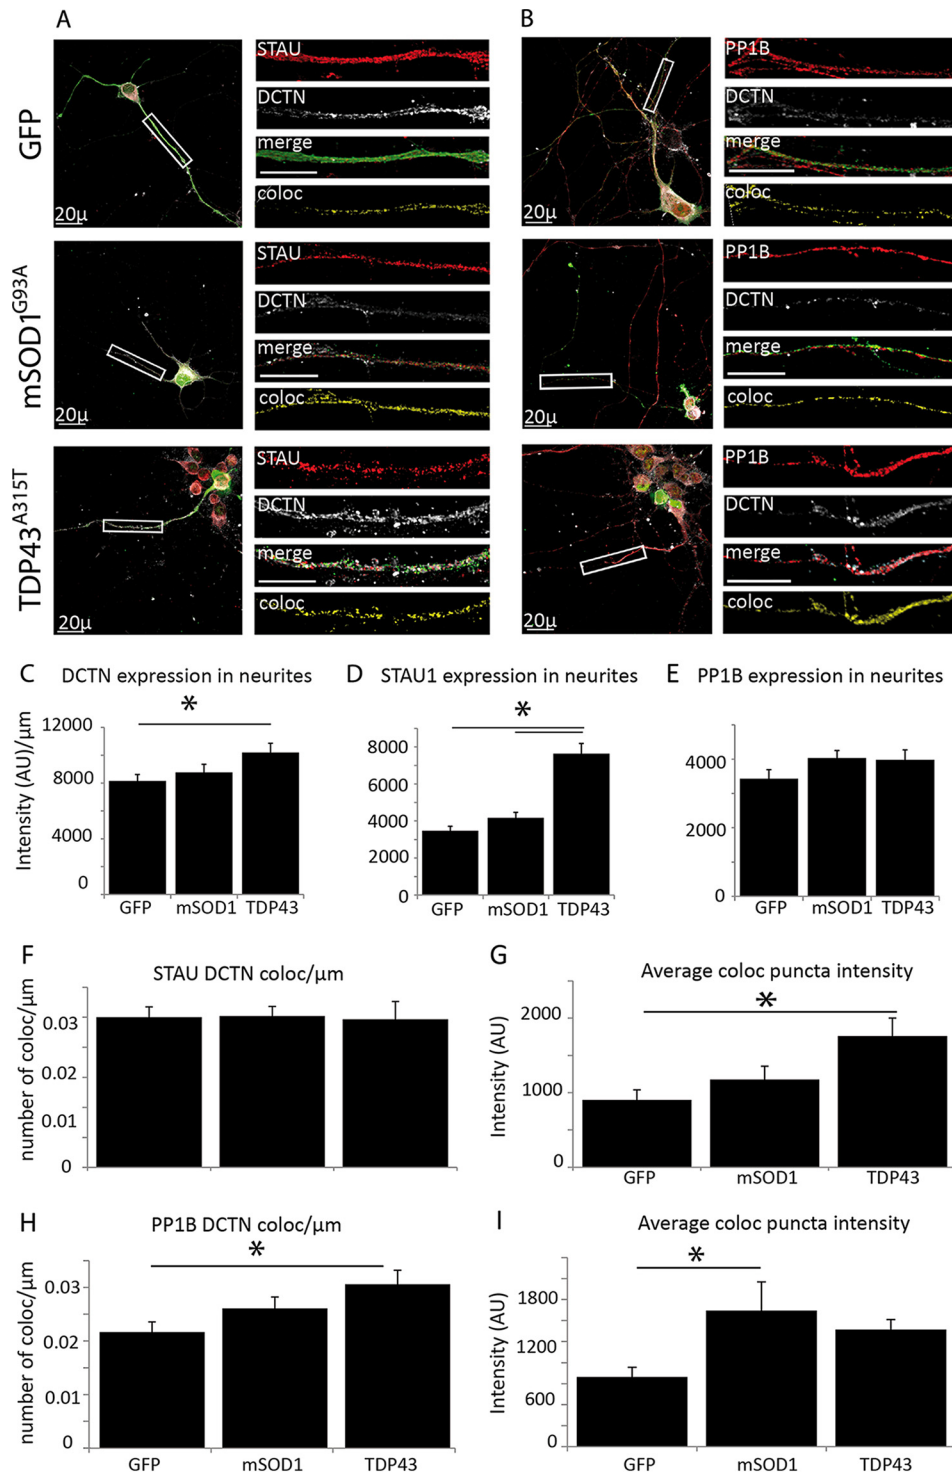 A
B
GFP
STAU
DCTN
merge
coloc
20µ
PP1B
DCTN
merge
coloc
20µ
mSOD1G93A
STAU
DCTN
merge
coloc
20µ
PP1B
DCTN
merge
coloc
20µ
TDP43A315T
STAU
DCTN
merge
coloc
20µ
PP1B
DCTN
merge
coloc
20µ
C DCTN expression in neurites
*
Intensity (AU)/µm
12000
8000
4000
0
GFP mSOD1 TDP43
D STAU1 expression in neurites
*
8000
6000
4000
2000
0
GFP mSOD1 TDP43
E PP1B expression in neurites
4000
2000
0
GFP mSOD1 TDP43
F
STAU DCTN coloc/µm
number of coloc/µm
0.03
0.02
0.01
0
G
Average coloc puncta intensity
*
Intensity (AU)
2000
1000
0
GFP mSOD1 TDP43
H
PP1B DCTN coloc/µm
*
number of coloc/µm
0.03
0.02
0.01
0
GFP mSOD1 TDP43
I
Average coloc puncta intensity
*
Intensity (AU)
1800
1200
600
0
GFP mSOD1 TDP43